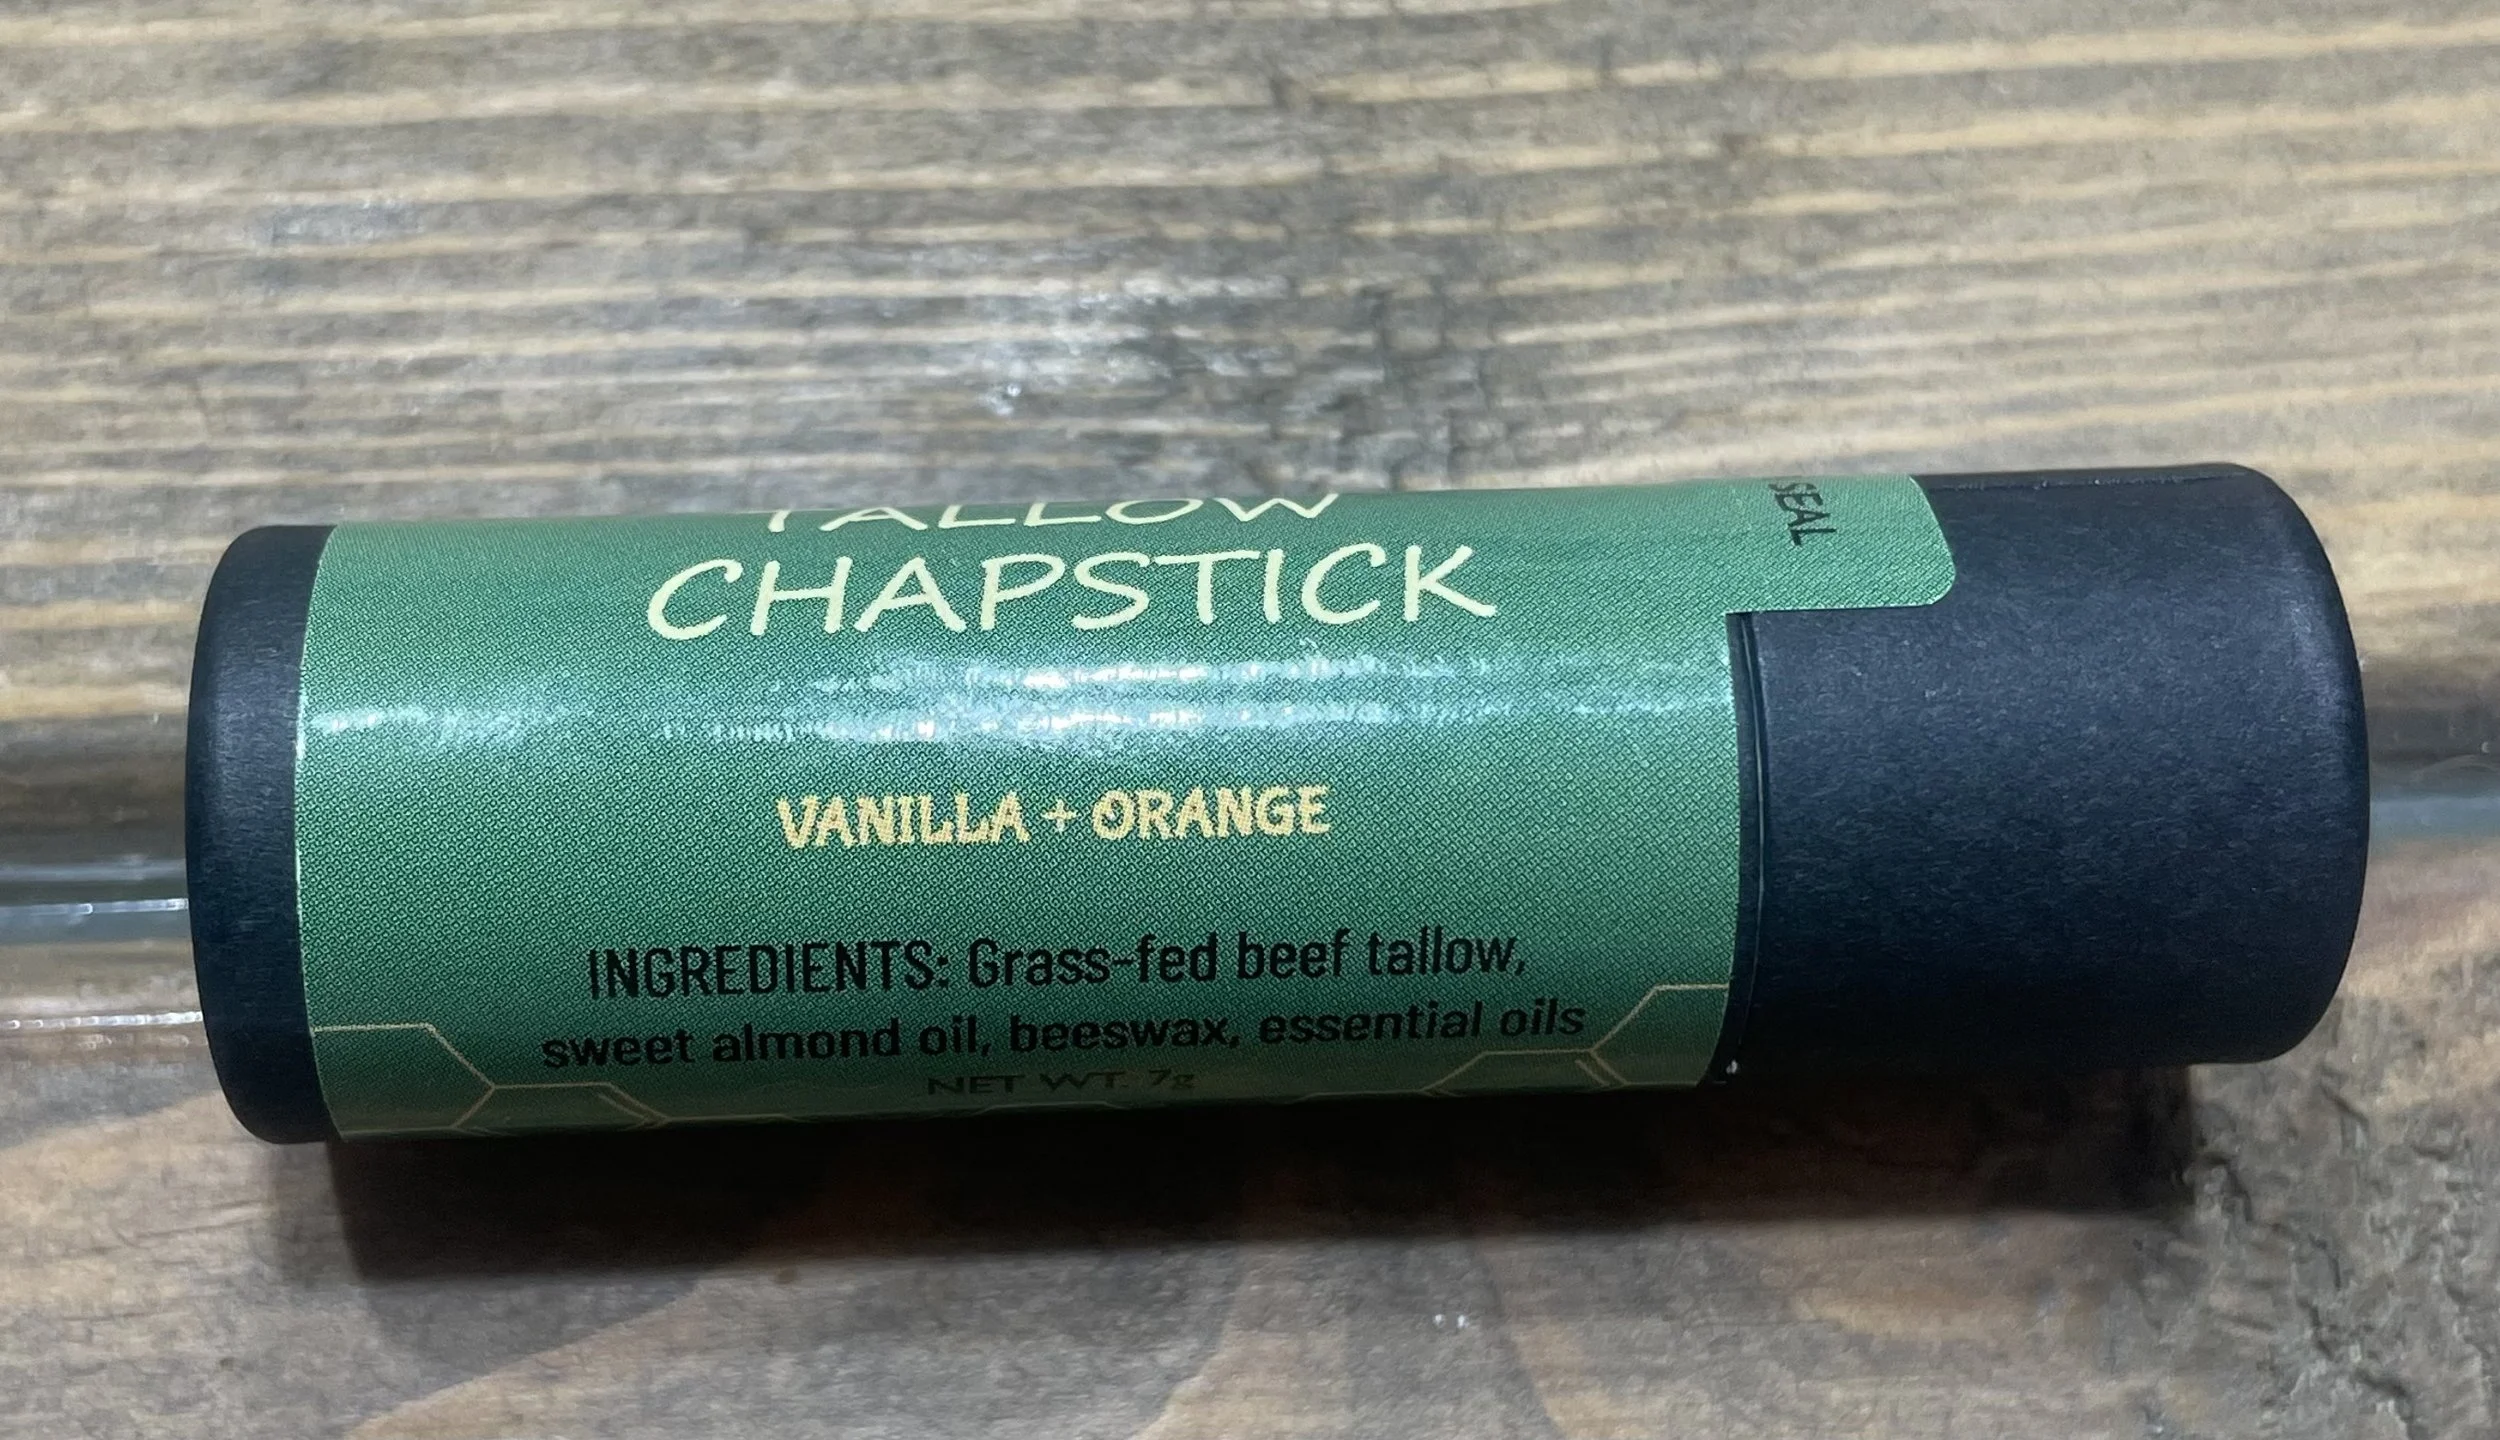 TALLOW
CHAPSTICK
SEAL
VANILLA + ORANGE
INGREDIENTS: Grass-fed beef tallow,
sweet almond oil, beeswax, essential oils
NET WT. 7g